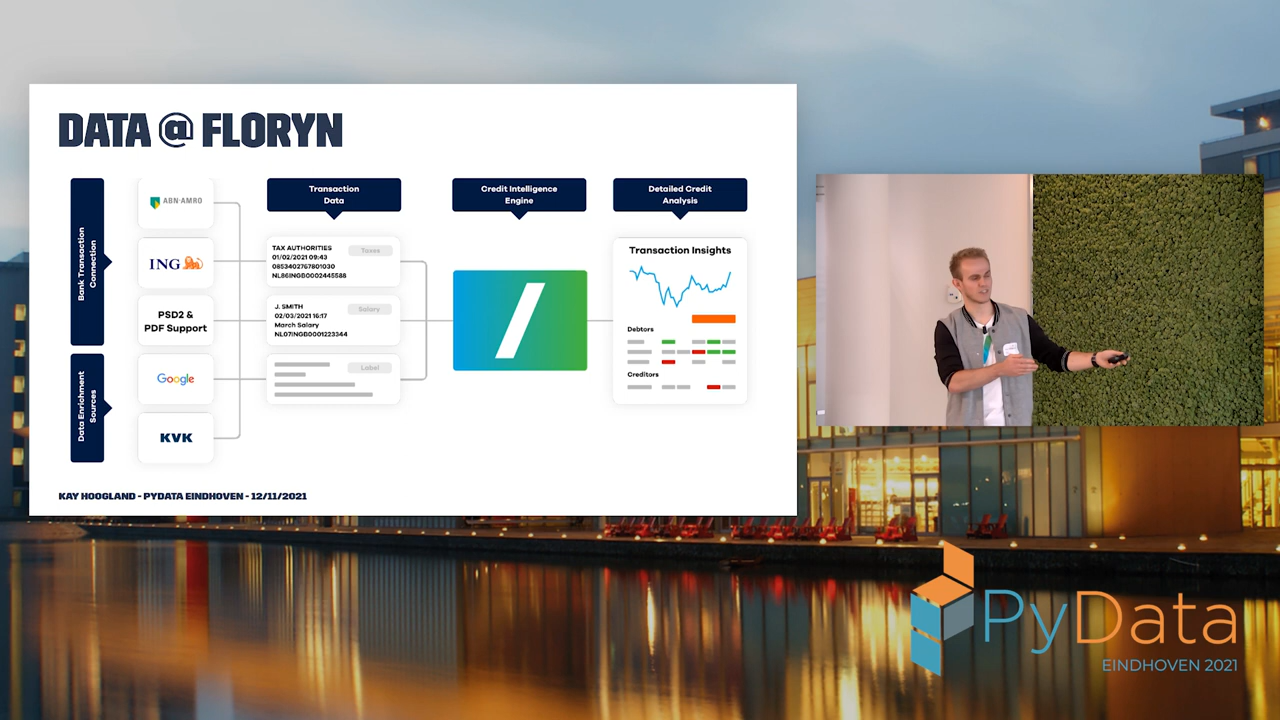 DATA @ FLORYN
Bank Transaction
Connection
Data Enrichment
Sources
ABN·AMRO
ING
PSD2 &
PDF Support
Google
KVK
Transaction
Data
TAX AUTHORITIES
01/02/2021 09:43
0853402767801030
NL86INGB0002445588
Taxes
J. SMITH
02/03/2021 16:17
March Salary
NL07INGB0001223344
Salary
Label
Credit Intelligence
Engine
Detailed Credit
Analysis
Transaction Insights
Debtors
Creditors
KAY HOOGLAND - PYDATA EINDHOVEN - 12/11/2021
PyData
EINDHOVEN 2021